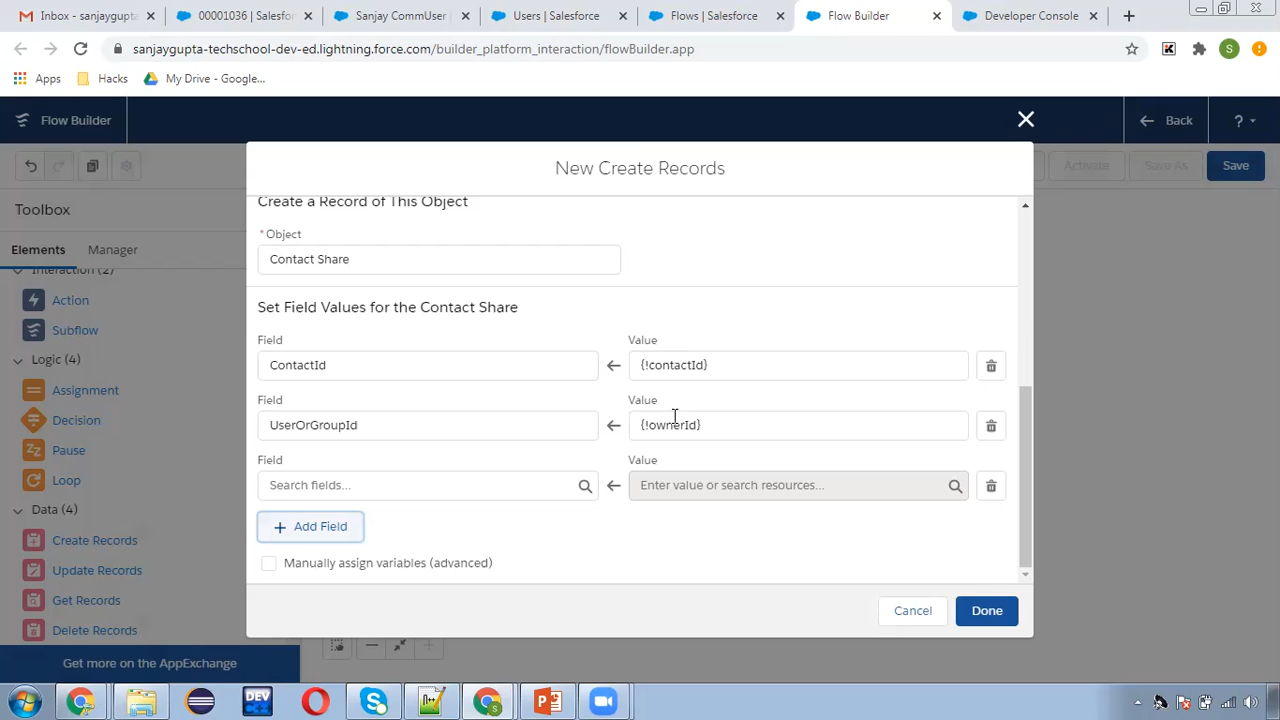 Inbox - sanjaygupta-techschool
00001036 | Salesfo
Sanjay CommUser
Users | Salesforce
Flows | Salesforce
Flow Builder
Developer Console
sanjaygupta-techschool-dev-ed.lightning.force.com/builder_platform_interaction/flowBuilder.app
S
Apps
Hacks
My Drive - Google...
Flow Builder
Back
?
New Create Records
Activate
Save As
Save
Toolbox
Elements
Manager
Interaction (2)
Action
Subflow
Logic (4)
Assignment
Decision
Pause
Loop
Data (4)
Create Records
Update Records
Get Records
Delete Records
Get more on the AppExchange
Create a Record of This Object
*Object
Contact Share
Set Field Values for the Contact Share
Field
Value
ContactId
{!contactId}
Field
Value
UserOrGroupId
{!ownerId}
Field
Value
Search fields...
Enter value or search resources...
+ Add Field
Manually assign variables (advanced)
Cancel
Done
DEV
C++